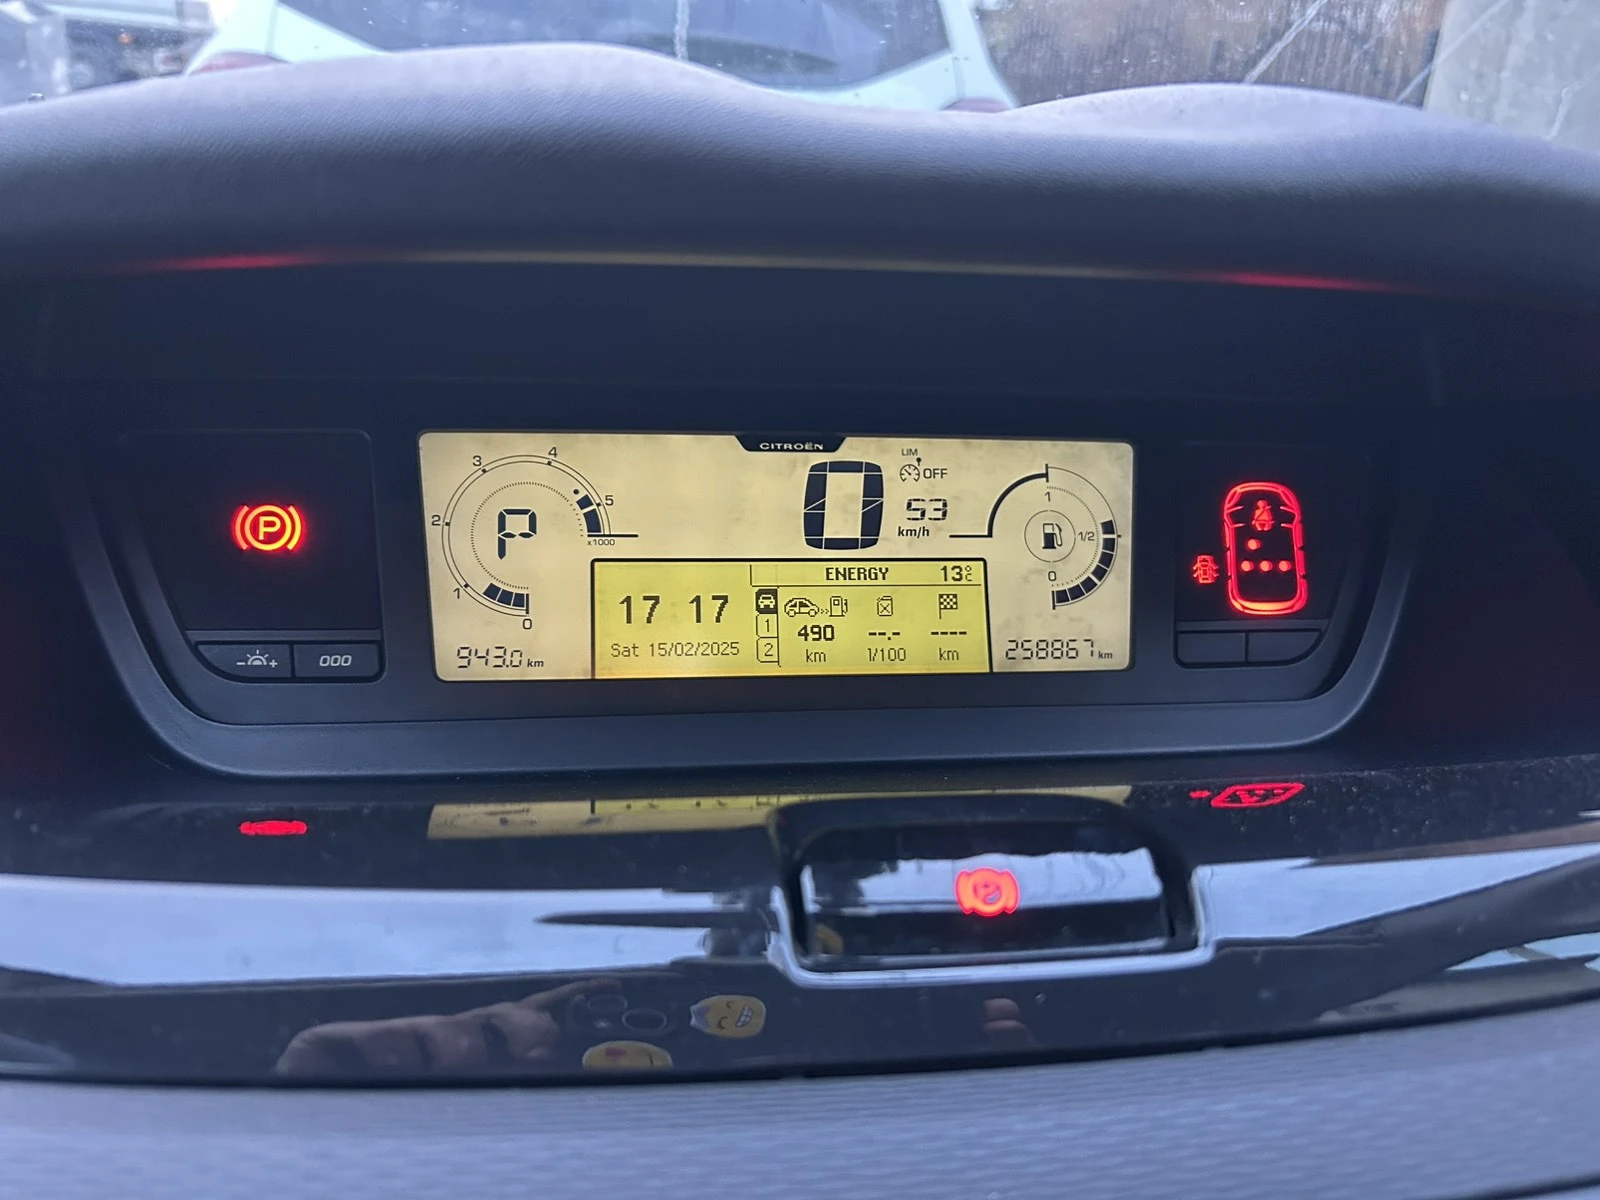 CITROËN
LIM
OFF
0
53
km/h
4
3
5
2
x1000
P
1
0
1
1/2
0
P
ENERGY 13°C
17 17
1
490 --.- ----
Sat 15/02/2025
2
km l/100 km
943.0 km
258867 km
000
P